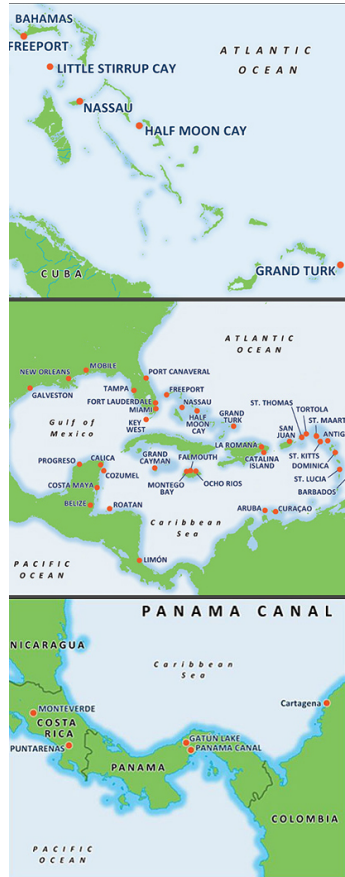 BAHAMAS
FREEPORT
ATLANTIC
OCEAN
LITTLE STIRRUP CAY
NASSAU
HALF MOON CAY
GRAND TURK
CUBA
ATLANTIC
OCEAN
NEW ORLEANS
MOBILE
PORT CANAVERAL
GALVESTON
TAMPA
FREEPORT
FORT LAUDERDALE
MIAMI
NASSAU
Gulf of
Mexico
KEY
WEST
HALF
MOON
CAY
GRAND
TURK
ST. THOMAS
TORTOLA
ST. MAART
SAN
JUAN
ANTIG
LA ROMANA
CATALINA
ISLAND
ST. KITTS
DOMINICA
ST. LUCIA
BARBADOS
PROGRESO
CALICA
COZUMEL
GRAND
CAYMAN
FALMOUTH
COSTA MAYA
MONTEGO
BAY
OCHO RIOS
BELIZE
ROATAN
Caribbean
Sea
ARUBA
CURAÇAO
PACIFIC
OCEAN
LIMÓN
PANAMA CANAL
NICARAGUA
Caribbean
Sea
MONTEVERDE
COSTA
RICA
Cartagena
PUNTARENAS
GATUN LAKE
PANAMA CANAL
PANAMA
COLOMBIA
PACIFIC
OCEAN